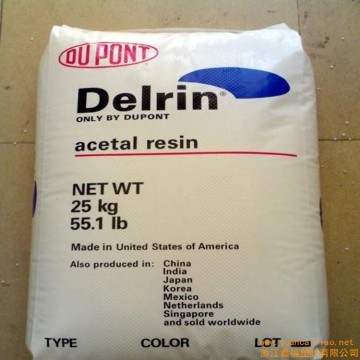 DU PONT
Delrin®
ONLY BY DUPONT
acetal resin
NET WT
25 kg
55.1 lb
Made in United States of America
Also produced in: China
India
Japan
Korea
Mexico
Netherlands
Singapore
and sold worldwide
TYPE COLOR LOT